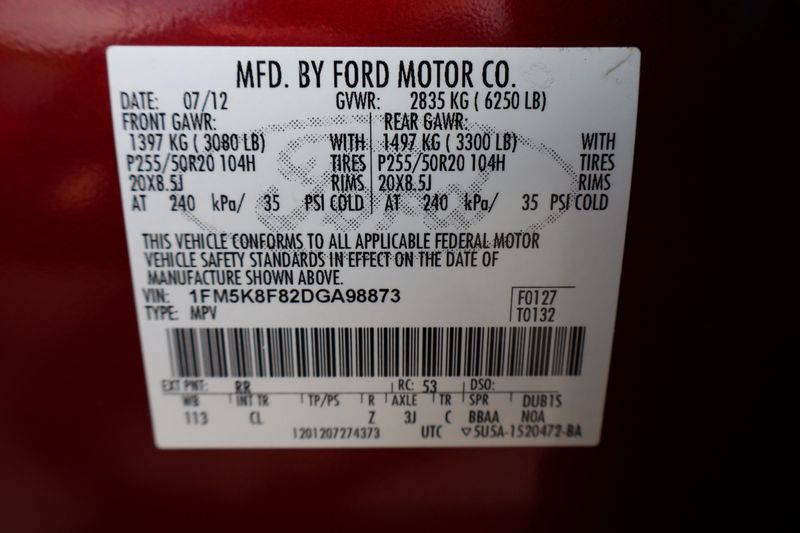 MFD. BY FORD MOTOR CO.
DATE: 07/12 GVWR: 2835 KG ( 6250 LB)
FRONT GAWR: REAR GAWR:
1397 KG ( 3080 LB) WITH 1497 KG ( 3300 LB) WITH
P255/50R20 104H TIRES P255/50R20 104H TIRES
20X8.5J RIMS 20X8.5J RIMS
AT 240 kPa/ 35 PSI COLD AT 240 kPa/ 35 PSI COLD
Ford
THIS VEHICLE CONFORMS TO ALL APPLICABLE FEDERAL MOTOR
VEHICLE SAFETY STANDARDS IN EFFECT ON THE DATE OF
MANUFACTURE SHOWN ABOVE.
VIN: 1FM5K8F82DGA98873 F0127
TYPE: MPV T0132
EXT PNT: RR RC: 53 DSO:
WB INT TR TP/PS R AXLE TR SPR DUB1S
113 CL Z 3J C BBAA NOA
1201207274373 UTC ▽5U5A-1520472-BA